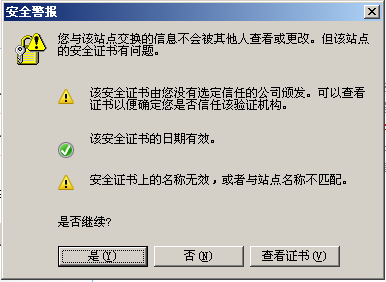 安全警报
您与该站点交换的信息不会被其他人查看或更改。但该站点
的安全证书有问题。
该安全证书由您没有选定信任的公司颁发。可以查看
证书以便确定您是否信任该验证机构。
该安全证书的日期有效。
安全证书上的名称无效，或者与站点名称不匹配。
是否继续?
是(Y)
否(N)
查看证书(V)